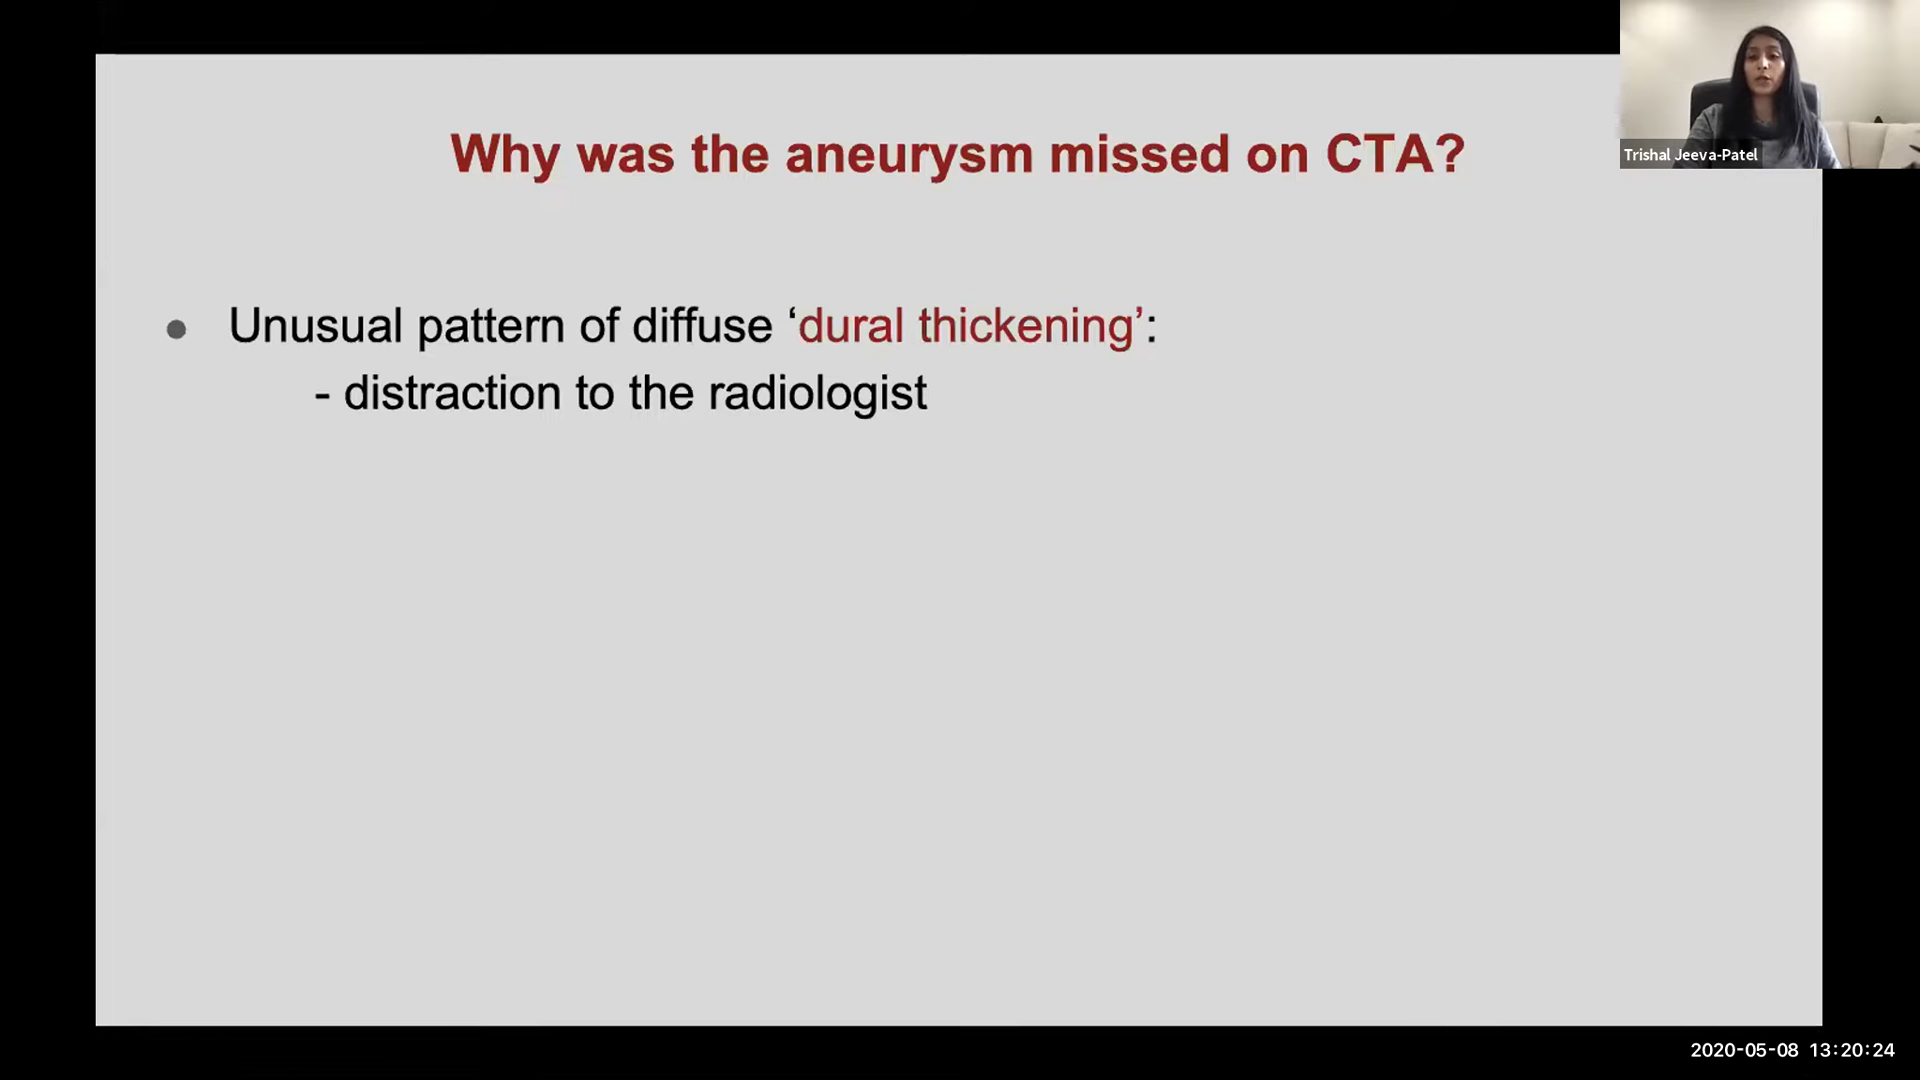 Why was the aneurysm missed on CTA?
Trishal Jeeva-Patel
● Unusual pattern of diffuse ‘dural thickening’:
- distraction to the radiologist
2020-05-08 13:20:24